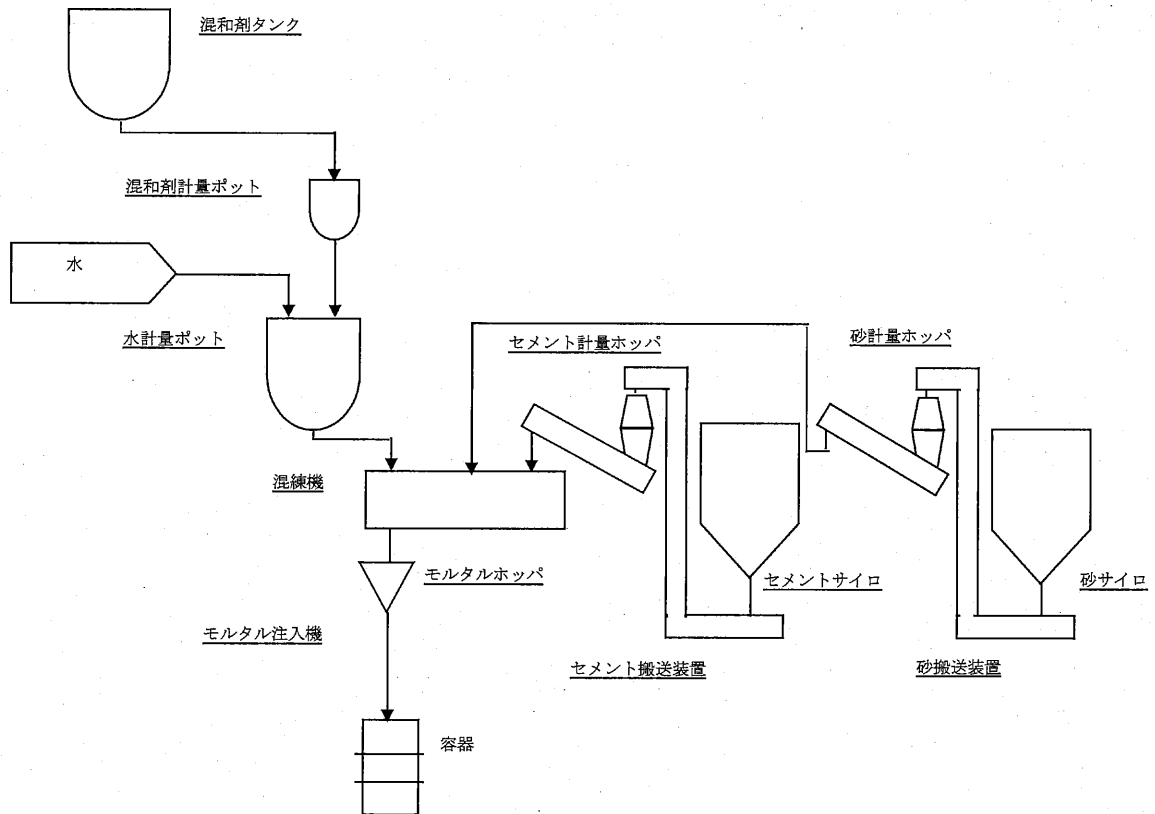 混和剤タンク
混和剤計量ポット
水
水計量ポット
セメント計量ホッパ
砂計量ホッパ
混練機
モルタルホッパ
セメントサイロ
砂サイロ
モルタル注入機
セメント搬送装置
砂搬送装置
容器